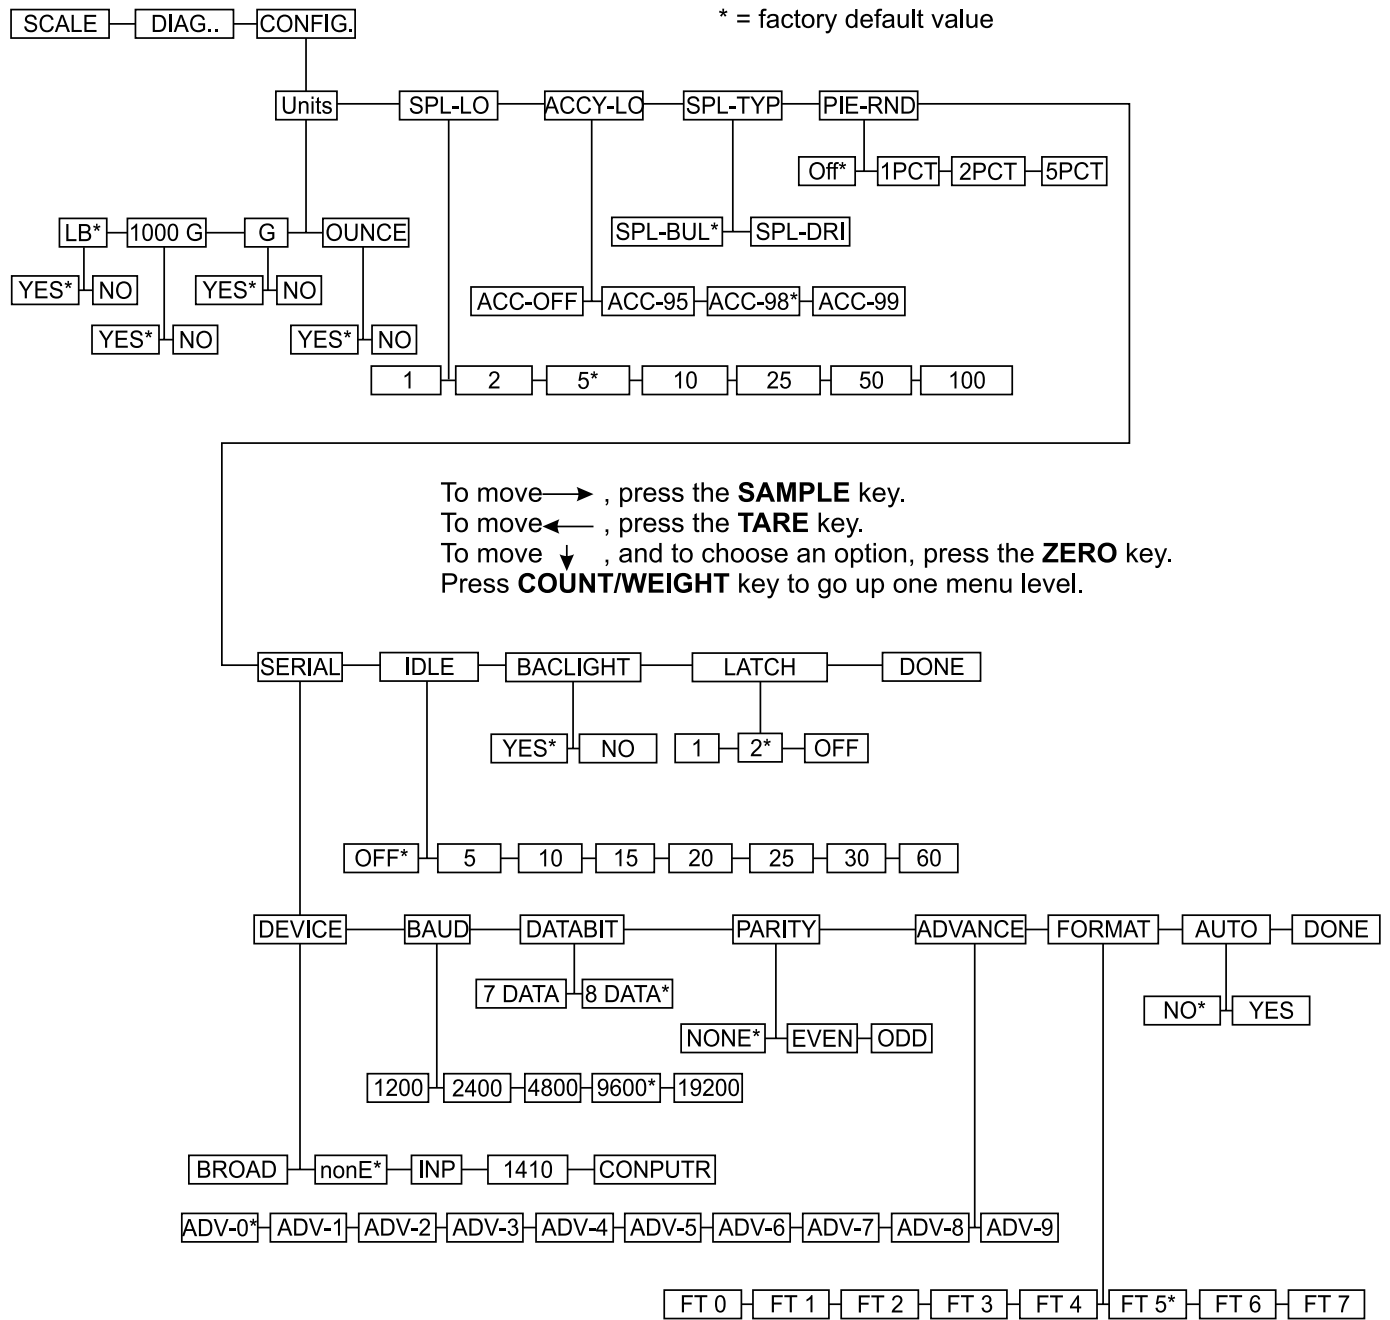 * = factory default value
SCALE DIAG.. CONFIG.
Units SPL-LO ACCY-LO SPL-TYP PIE-RND
Off* 1PCT 2PCT 5PCT
LB* 1000 G G OUNCE SPL-BUL* SPL-DRI
YES* NO YES* NO ACC-OFF ACC-95 ACC-98* ACC-99
YES* NO YES* NO
1 2 5* 10 25 50 100
To move , press the SAMPLE key.
To move , press the TARE key.
To move , and to choose an option, press the ZERO key.
Press COUNT/WEIGHT key to go up one menu level.
SERIAL IDLE BACLIGHT LATCH DONE
YES* NO 1 2* OFF
OFF* 5 10 15 20 25 30 60
DEVICE BAUD DATABIT PARITY ADVANCE FORMAT AUTO DONE
7 DATA 8 DATA* NO* YES
NONE* EVEN ODD
1200 2400 4800 9600* 19200
BROAD nonE* INP 1410 CONPUTR
ADV-0* ADV-1 ADV-2 ADV-3 ADV-4 ADV-5 ADV-6 ADV-7 ADV-8 ADV-9
FT 0 FT 1 FT 2 FT 3 FT 4 FT 5* FT 6 FT 7